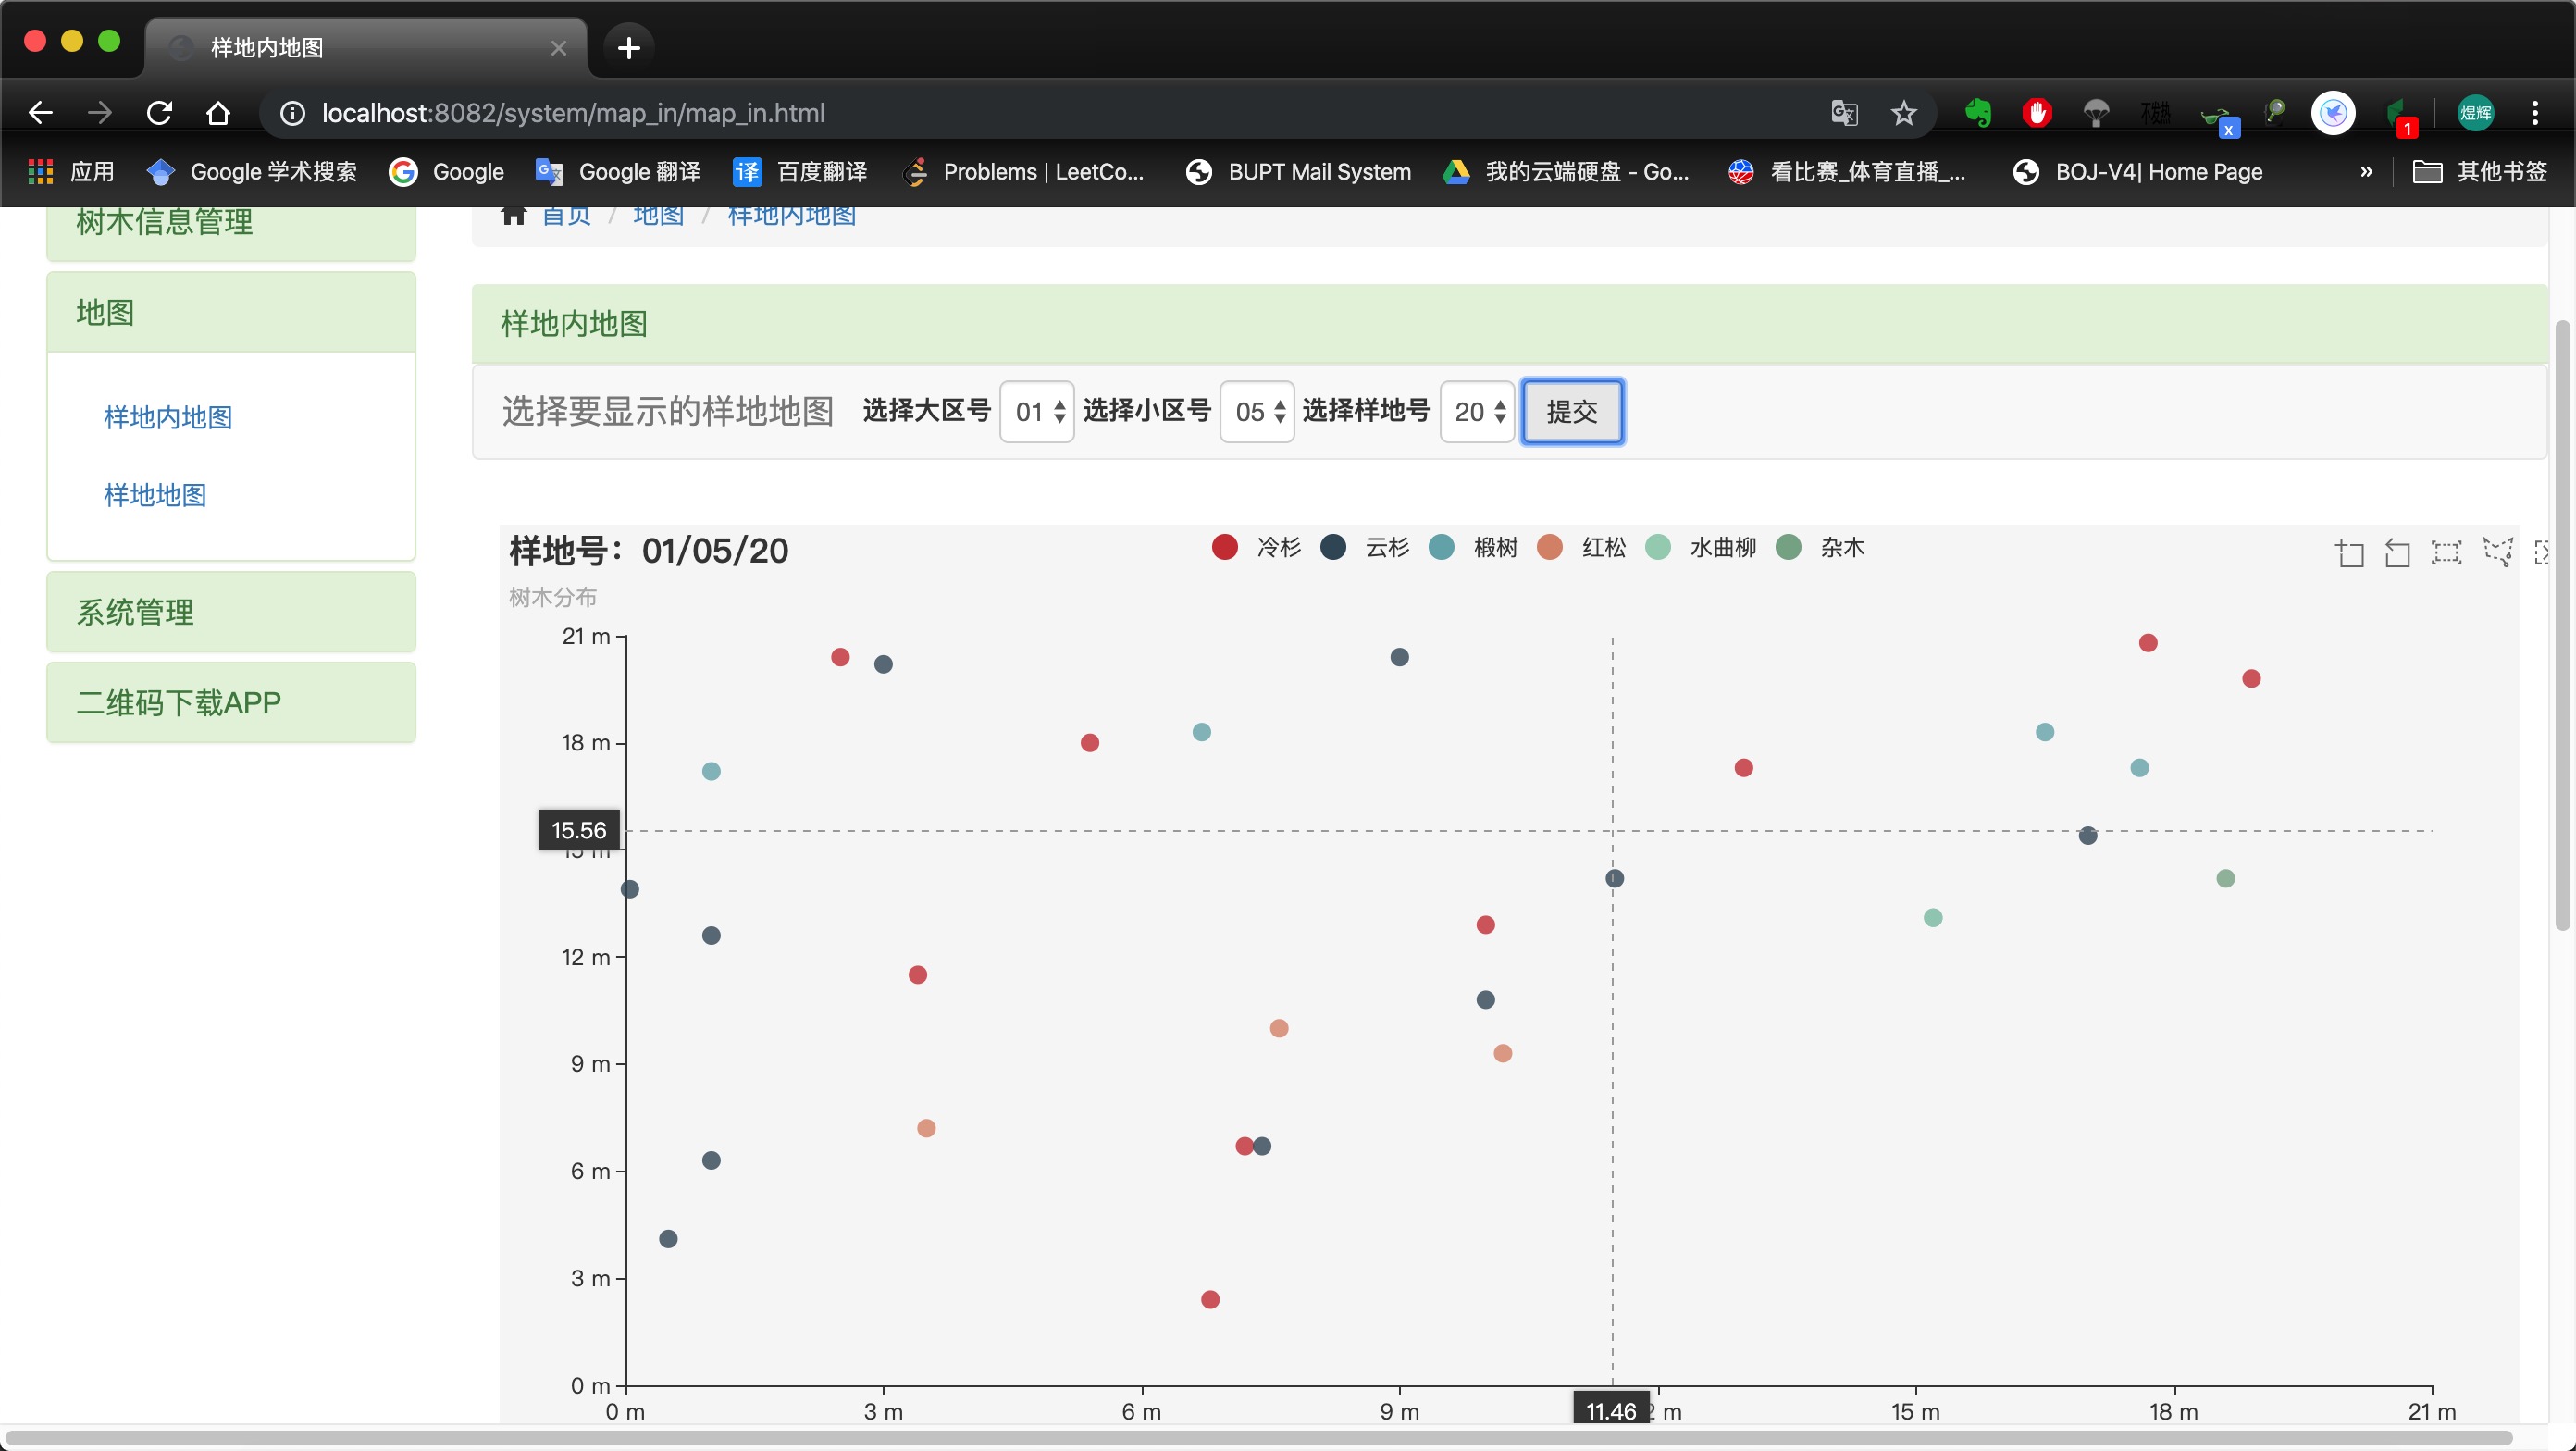 样地内地图
localhost:8082/system/map_in/map_in.html
不发热
x
1
煜辉
应用 Google 学术搜索 Google Google 翻译 译 百度翻译 Problems | LeetCo... BUPT Mail System 我的云端硬盘 - Go... 看比赛_体育直播_... BOJ-V4| Home Page » 其他书签
树木信息管理
首页 / 地图 / 样地内地图
地图
样地内地图
样地地图
系统管理
二维码下载APP
样地内地图
选择要显示的样地地图 选择大区号 01 选择小区号 05 选择样地号 20 提交
样地号：01/05/20
冷杉 云杉 椴树 红松 水曲柳 杂木
树木分布
21 m
18 m
15.56
15 m
12 m
9 m
6 m
3 m
0 m
0 m 3 m 6 m 9 m 11.46 2 m 15 m 18 m 21 m